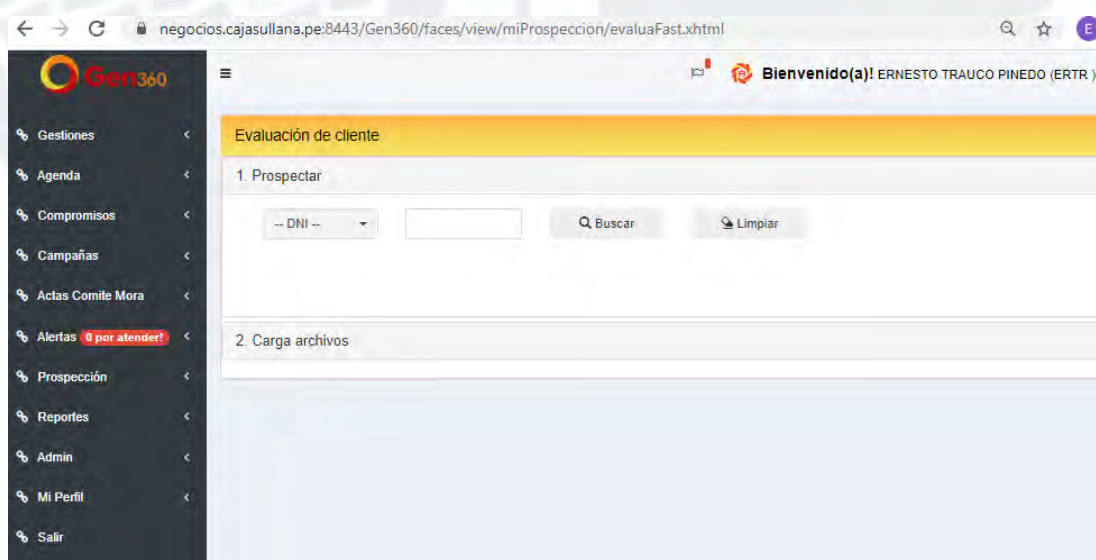 negocios.cajasullana.pe:8443/Gen360/faces/view/miProspeccion/evaluaFast.xhtml
E
Gen360
Bienvenido(a)! ERNESTO TRAUCO PINEDO (ERTR )
Gestiones
Agenda
Compromisos
Campañas
Actas Comite Mora
Alertas 0 por atender!
Prospección
Reportes
Admin
Mi Perfil
Salir
Evaluación de cliente
1. Prospectar
-- DNI --
Buscar
Limpiar
2. Carga archivos